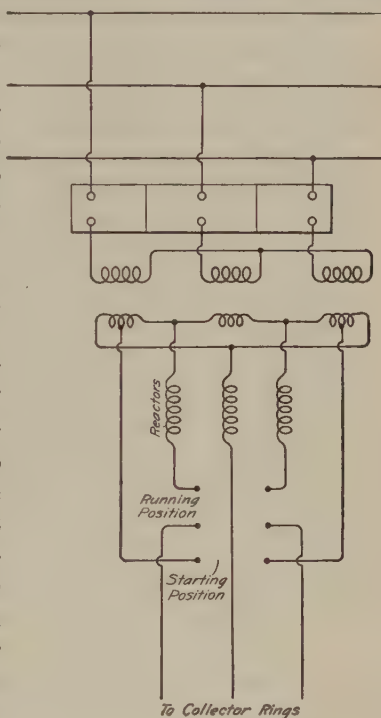 Reactors
Running
Position
Starting
Position
To Collector Rings